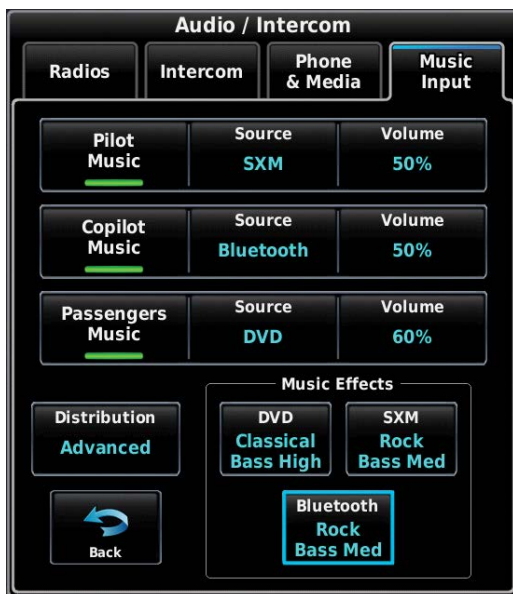 Audio / Intercom
Radios
Intercom
Phone
& Media
Music
Input
Pilot
Music
Source
SXM
Volume
50%
Copilot
Music
Source
Bluetooth
Volume
50%
Passengers
Music
Source
DVD
Volume
60%
Music Effects
Distribution
Advanced
DVD
Classical
Bass High
SXM
Rock
Bass Med
Bluetooth
Rock
Bass Med
Back